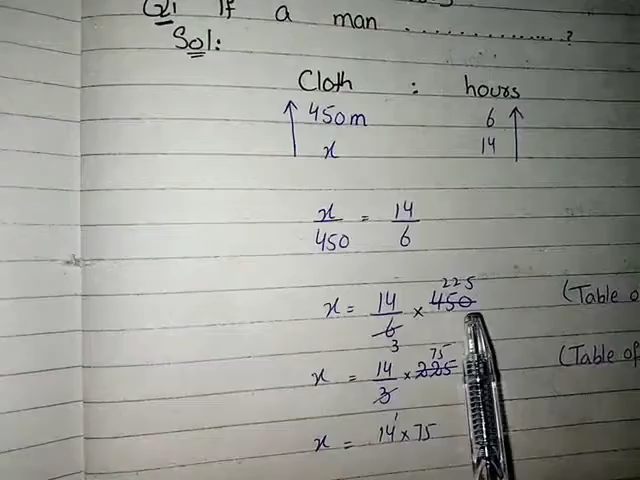 Q1 If a man ..............?
Sol:
Cloth : hours
450m 6
x 14
x/450 = 14/6
225
x = 14/6 × 450 (Table o
3
75
x = 14/3 × 225 (Table of
1
x = 14 × 75